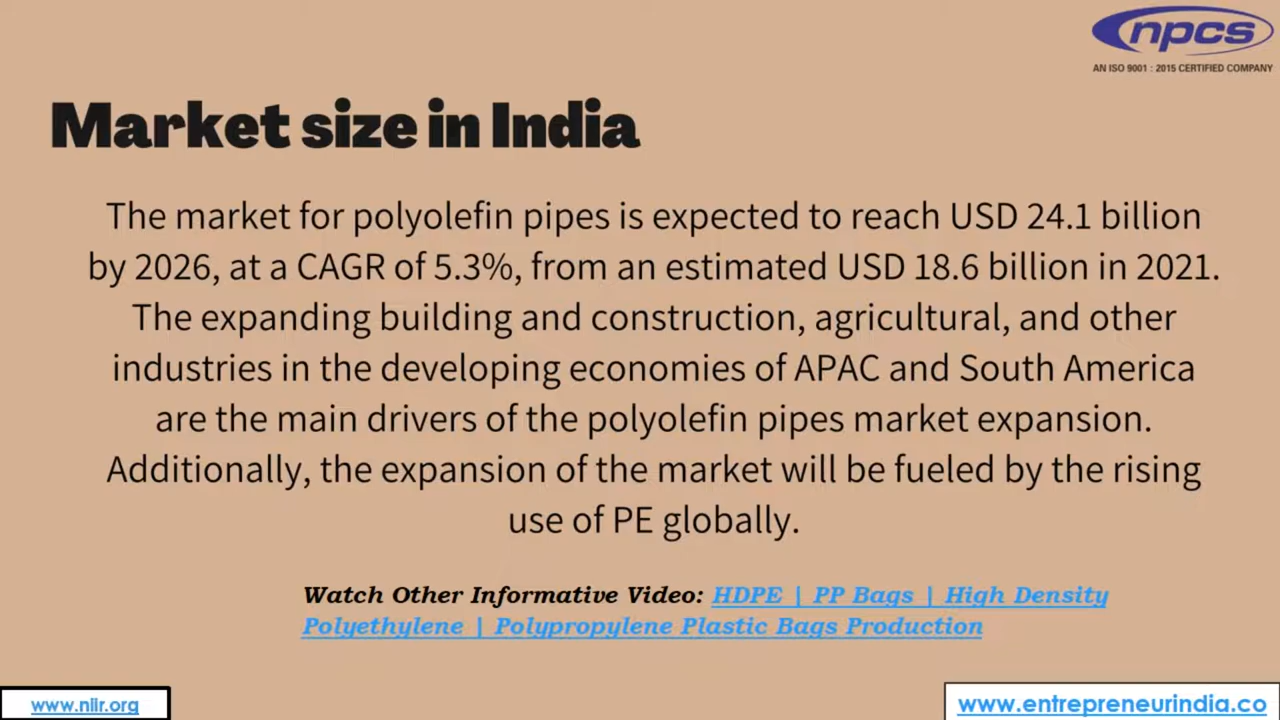 npcs
AN ISO 9001 : 2015 CERTIFIED COMPANY
Market size in India
The market for polyolefin pipes is expected to reach USD 24.1 billion
by 2026, at a CAGR of 5.3%, from an estimated USD 18.6 billion in 2021.
The expanding building and construction, agricultural, and other
industries in the developing economies of APAC and South America
are the main drivers of the polyolefin pipes market expansion.
Additionally, the expansion of the market will be fueled by the rising
use of PE globally.
Watch Other Informative Video: HDPE | PP Bags | High Density
Polyethylene | Polypropylene Plastic Bags Production
www.niir.org
www.entrepreneurindia.co